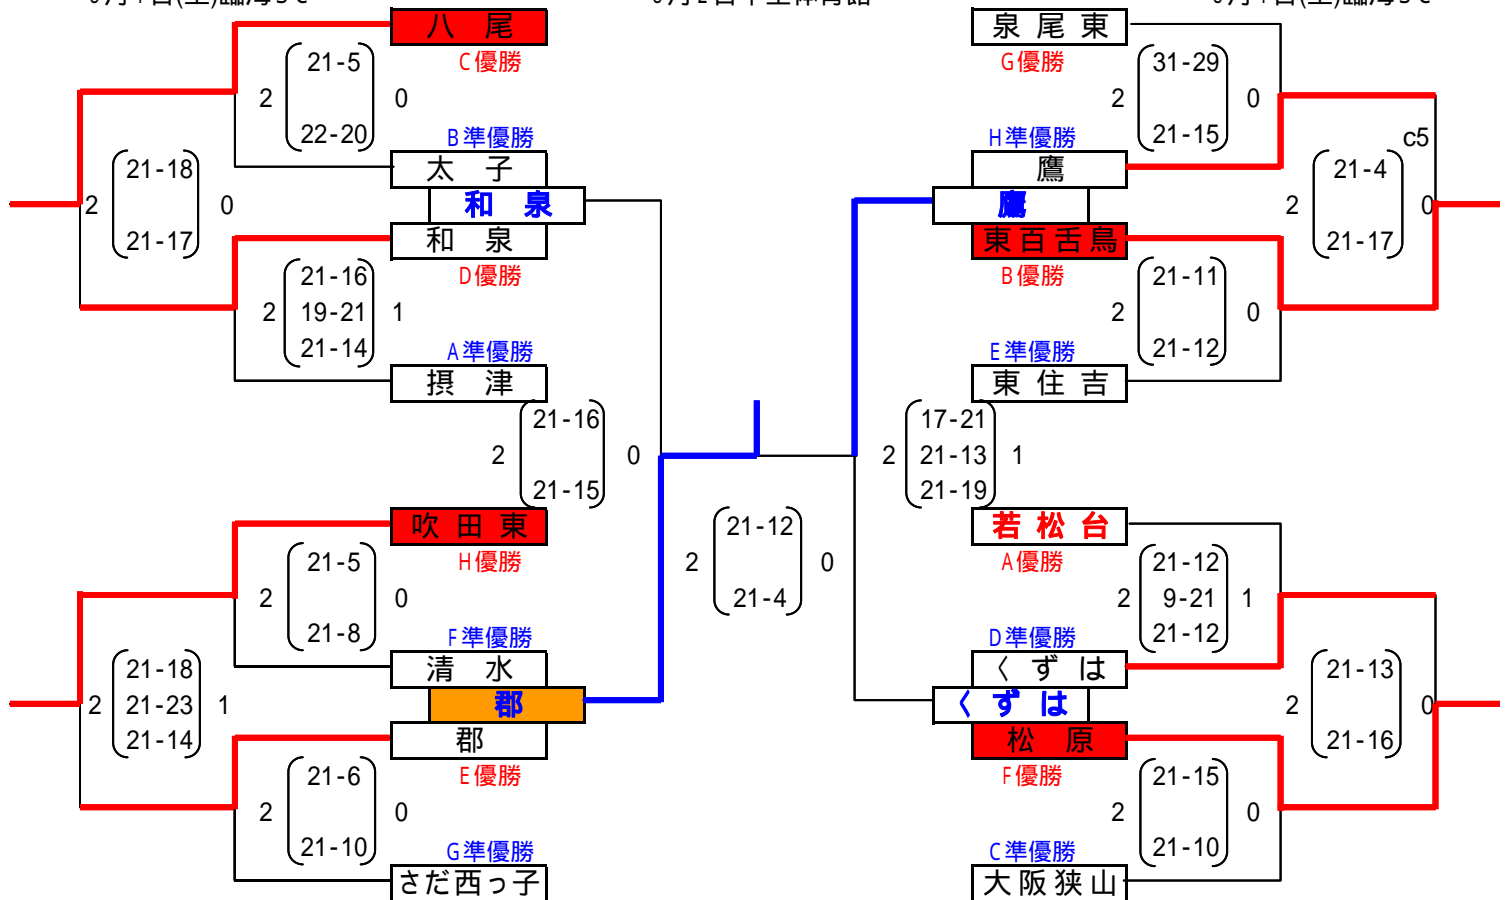 八尾
C優勝
21-5
2 0
22-20
B準優勝
太子
21-18
2 0
21-17
和泉
和泉
D優勝
21-16
2 19-21 1
21-14
A準優勝
摂津
21-16
2 0
21-15
吹田東
H優勝
21-5
2 0
21-8
F準優勝
清水
21-18
2 21-23 1
21-14
郡
郡
E優勝
21-6
2 0
21-10
G準優勝
さだ西っ子
21-12
2 0
21-4
泉尾東
G優勝
31-29
2 0
21-15
H準優勝
鷹
c5
21-4
2 0
21-17
鷹
東百舌鳥
B優勝
21-11
2 0
21-12
E準優勝
東住吉
17-21
2 21-13 1
21-19
若松台
A優勝
21-12
2 9-21 1
21-12
D準優勝
くずは
21-13
2 0
21-16
くずは
松原
F優勝
21-15
2 0
21-10
C準優勝
大阪狭山